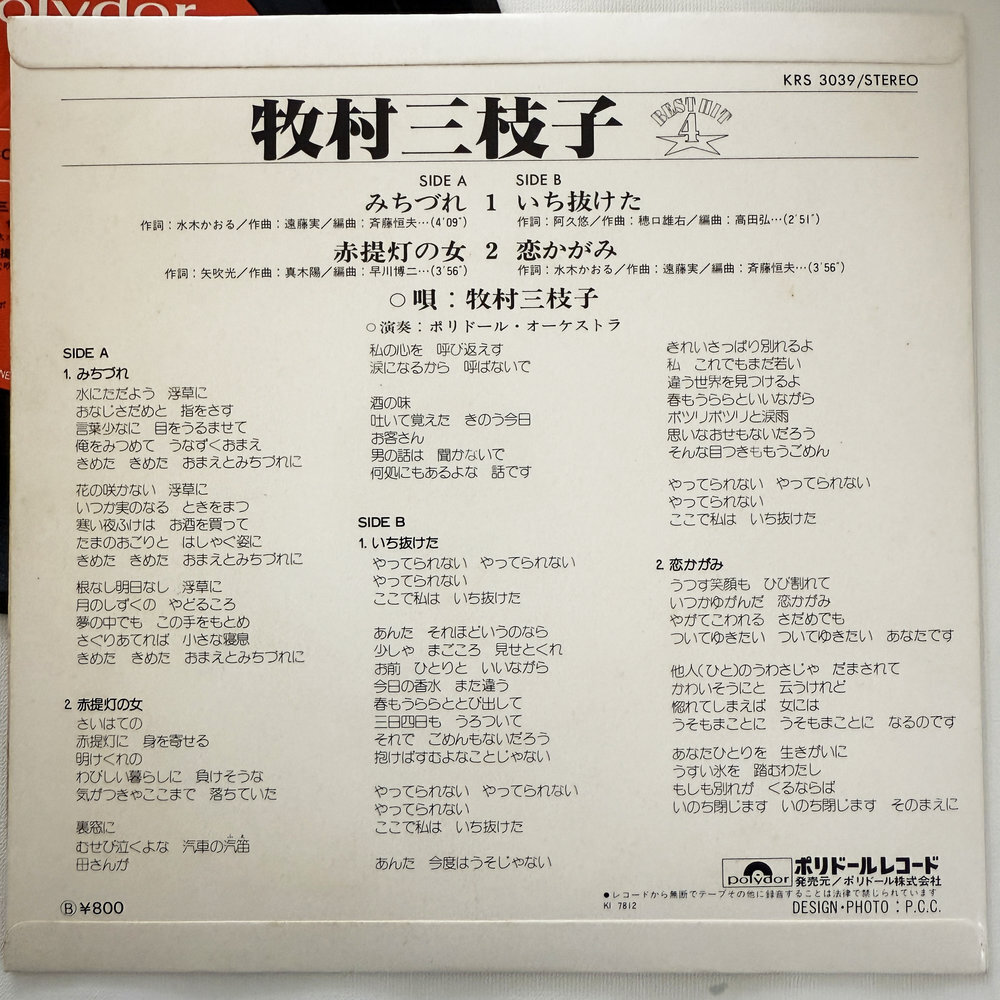 polydor
KRS 3039/STEREO
牧村三枝子
BEST HIT
4
SIDE A
SIDE B
みちづれ 1 いち抜けた
作詞：水木かおる／作曲：遠藤実／編曲：斉藤恒夫…(4'09")
作詞：阿久悠／作曲：穂口雄右／編曲：高田弘…(2'51")
赤提灯の女 2 恋かがみ
作詞：矢吹光／作曲：真木陽／編曲：早川博二…(3'56")
作詞：水木かおる／作曲：遠藤実／編曲：斉藤恒夫…(3'56")
○唄：牧村三枝子
○演奏：ポリドール・オーケストラ
SIDE A
1. みちづれ
水にただよう 浮草に
おなじさだめと 指をさす
言葉少なに 目をうるませて
俺をみつめて うなずくおまえ
きめた きめた おまえとみちづれに
花の咲かない 浮草に
いつか実のなる ときをまつ
寒い夜ふけは お酒を買って
たまのおごりと はしゃぐ姿に
きめた きめた おまえとみちづれに
根なし明日なし 浮草に
月のしずくの やどるころ
夢の中でも この手をもとめ
さぐりあてれば 小さな寝息
きめた きめた おまえとみちづれに
2. 赤提灯の女
さいはての
赤提灯に 身を寄せる
明けくれの
わびしい暮らしに 負けそうな
気がつきゃここまで 落ちていた
裏窓に
むせび泣くよな 汽車の汽笛
母さんが
私の心を 呼び返えす
涙になるから 呼ばないで
酒の味
吐いて覚えた きのう今日
お客さん
男の話は 聞かないで
何処にもあるよな 話です
SIDE B
1. いち抜けた
やってられない やってられない
やってられない
ここで私は いち抜けた
あんた それほどいうのなら
少しゃ まごころ 見せとくれ
お前 ひとりと いいながら
今日の香水 また違う
春もうららととび出して
三日四日も うろついて
それで ごめんもないだろう
抱けばすむよなことじゃない
やってられない やってられない
やってられない
ここで私は いち抜けた
あんた 今度はうそじゃない
きれいさっぱり別れるよ
私 これでもまだ若い
違う世界を見つけるよ
春もうららといいながら
ポツリポツリと涙雨
思いなおせもないだろう
そんな目つきももうごめん
やってられない やってられない
やってられない
ここで私は いち抜けた
2. 恋かがみ
うつす笑顔も ひび割れて
いつかゆがんだ 恋かがみ
やがてこわれる さだめでも
ついてゆきたい ついてゆきたい あなたです
他人(ひと)のうわさじゃ だまされて
かわいそうにと 云うけれど
惚れてしまえば 女には
うそもまことに うそもまことに なるのです
あなたひとりを 生きがいに
うすい氷を 踏むわたし
もしも別れが くるならば
いのち閉じます いのち閉じます そのまえに
Ⓑ¥800
polydor
ポリドールレコード
発売元／ポリドール株式会社
●レコードから無断でテープその他に録音することは法律で禁じられています
KI 7812
DESIGN・PHOTO：P.C.C.